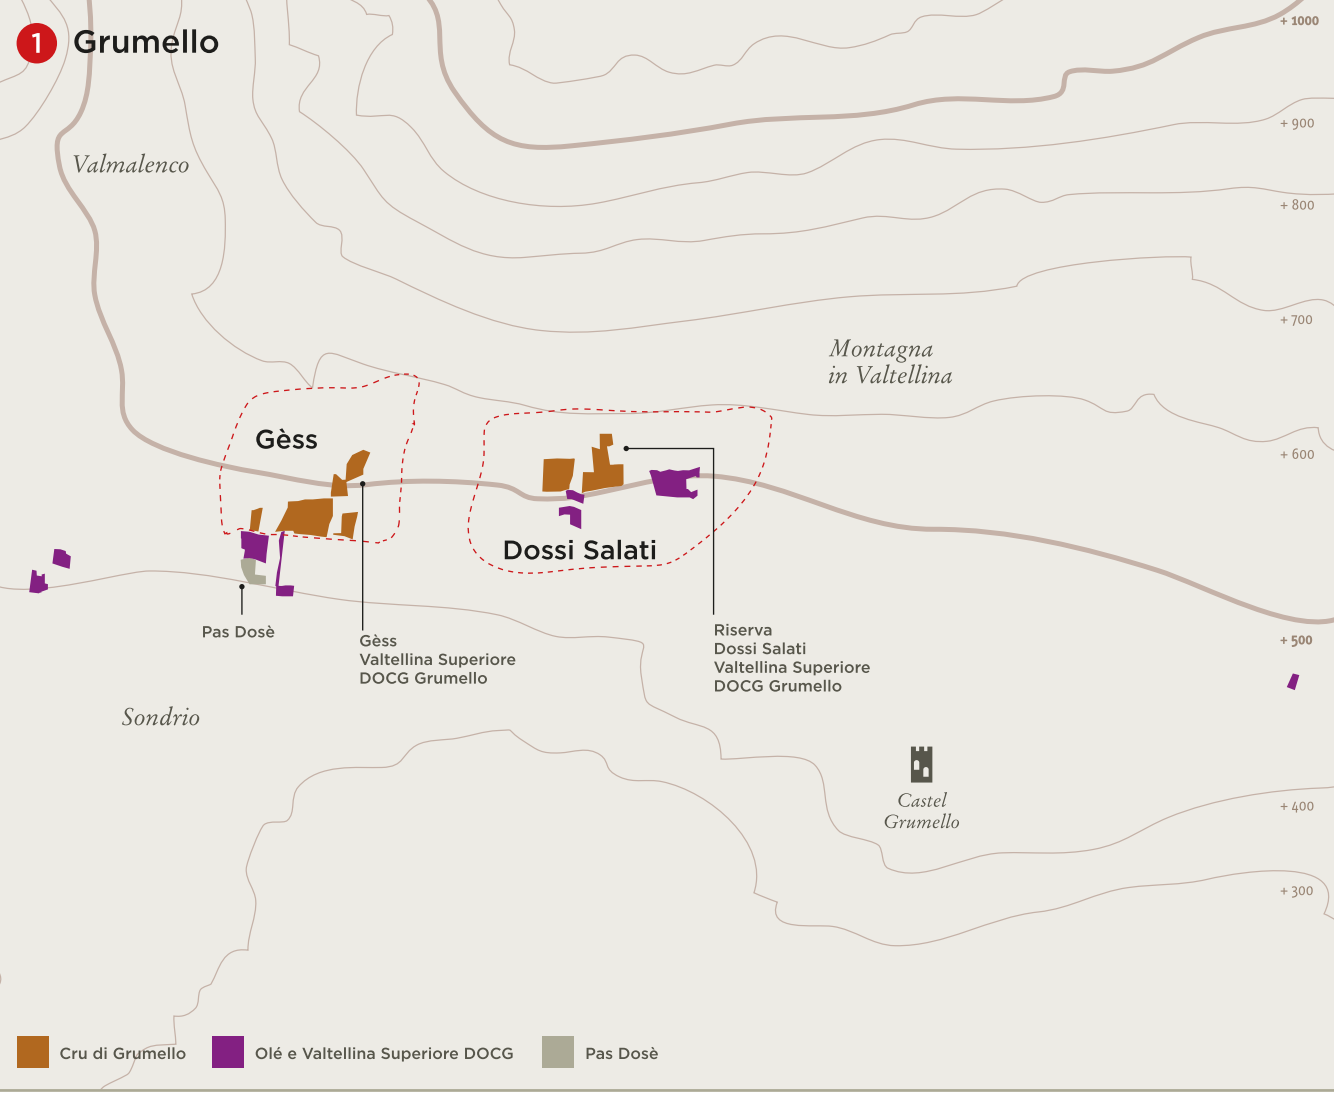 1 Grumello
+ 1000
+ 900
Valmalenco
+ 800
+ 700
Montagna
in Valtellina
Gèss
+ 600
Dossi Salati
Pas Dosè
Gèss
Valtellina Superiore
DOCG Grumello
Riserva
Dossi Salati
Valtellina Superiore
DOCG Grumello
+ 500
Sondrio
Castel
Grumello
+ 400
+ 300
Cru di Grumello
Olé e Valtellina Superiore DOCG
Pas Dosè